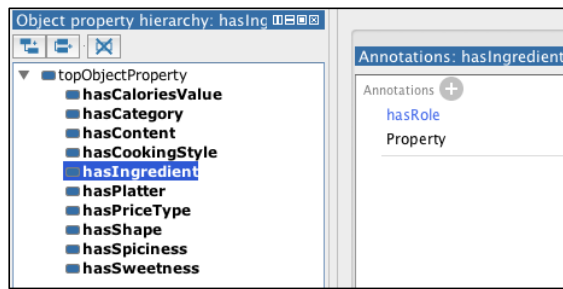 Object property hierarchy: hasIng
topObjectProperty
hasCaloriesValue
hasCategory
hasContent
hasCookingStyle
hasIngredient
hasPlatter
hasPriceType
hasShape
hasSpiciness
hasSweetness
Annotations: hasIngredient
Annotations
hasRole
Property